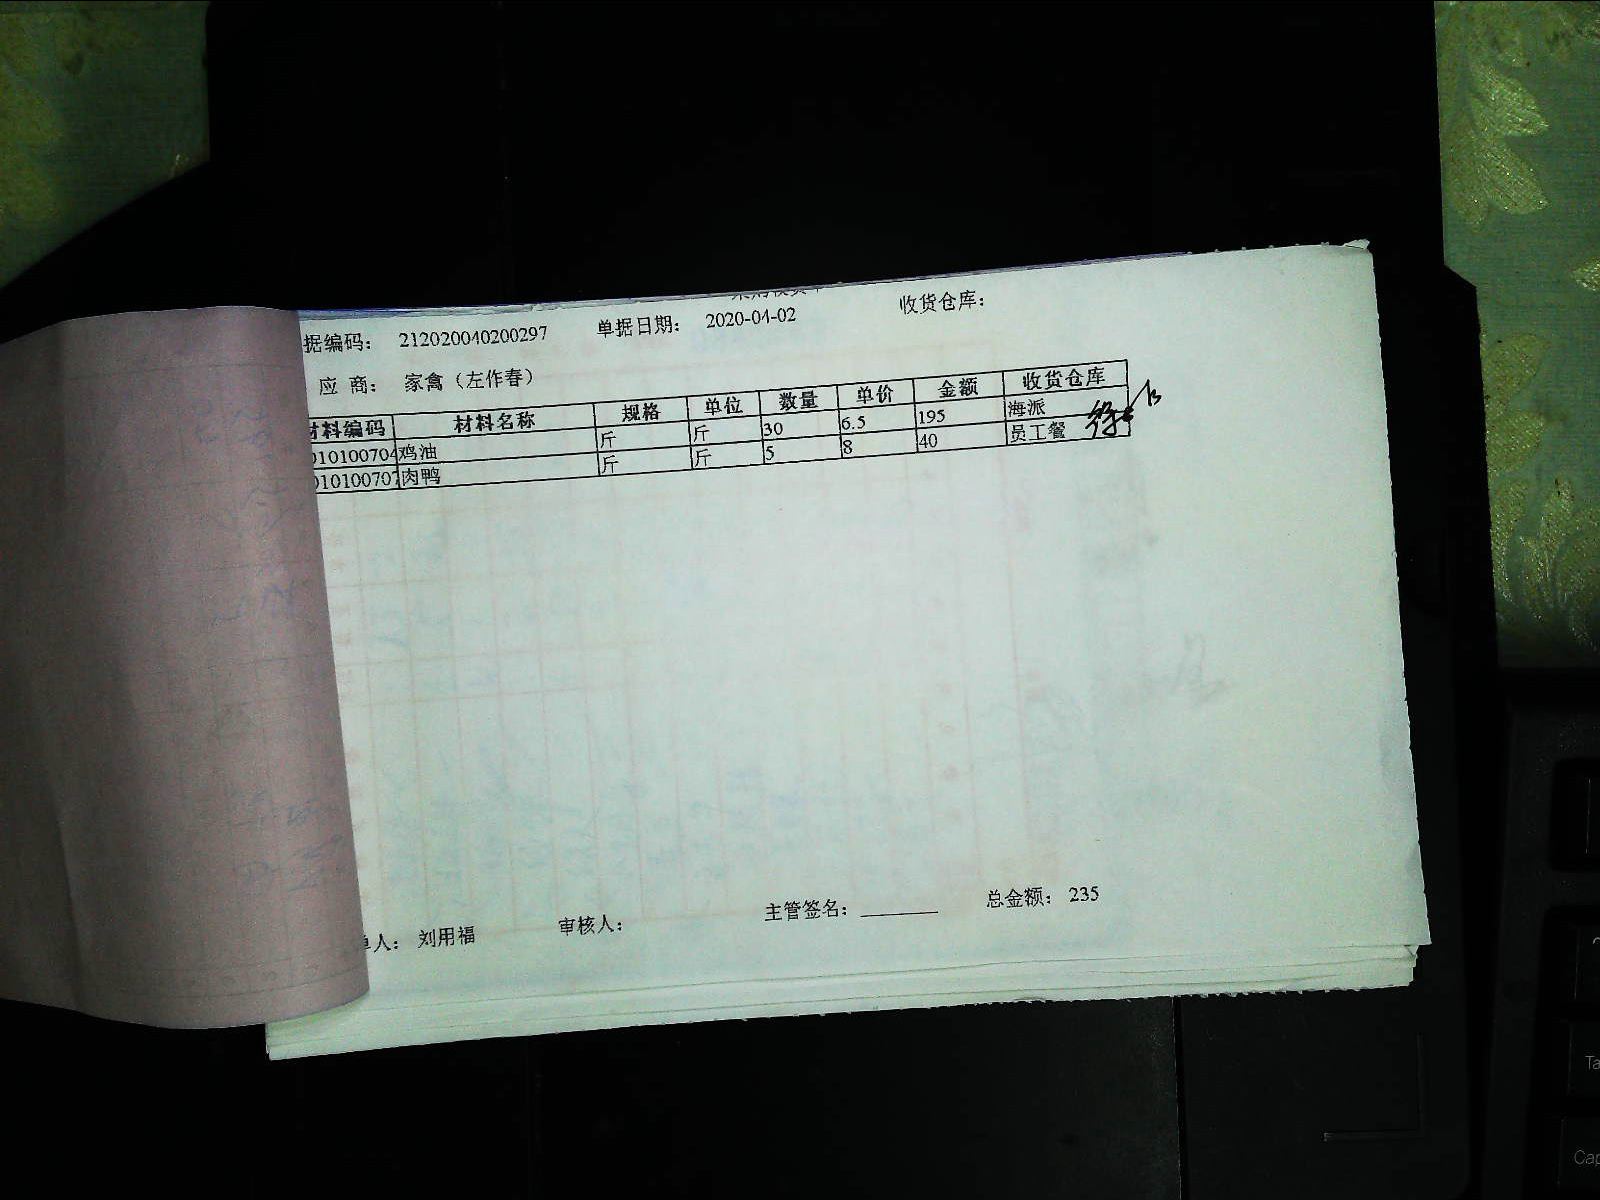 据编码： 212020040200297 单据日期： 2020-04-02 收货仓库：
应 商： 家禽（左作春）
材料编码 材料名称 规格 单位 数量 单价 金额 收货仓库
01010070 鸡油 斤 斤 30 6.5 195 海派
01010070 肉鸭 斤 斤 5 8 40 员工餐
单人： 刘用福 审核人： 主管签名： 总金额： 235